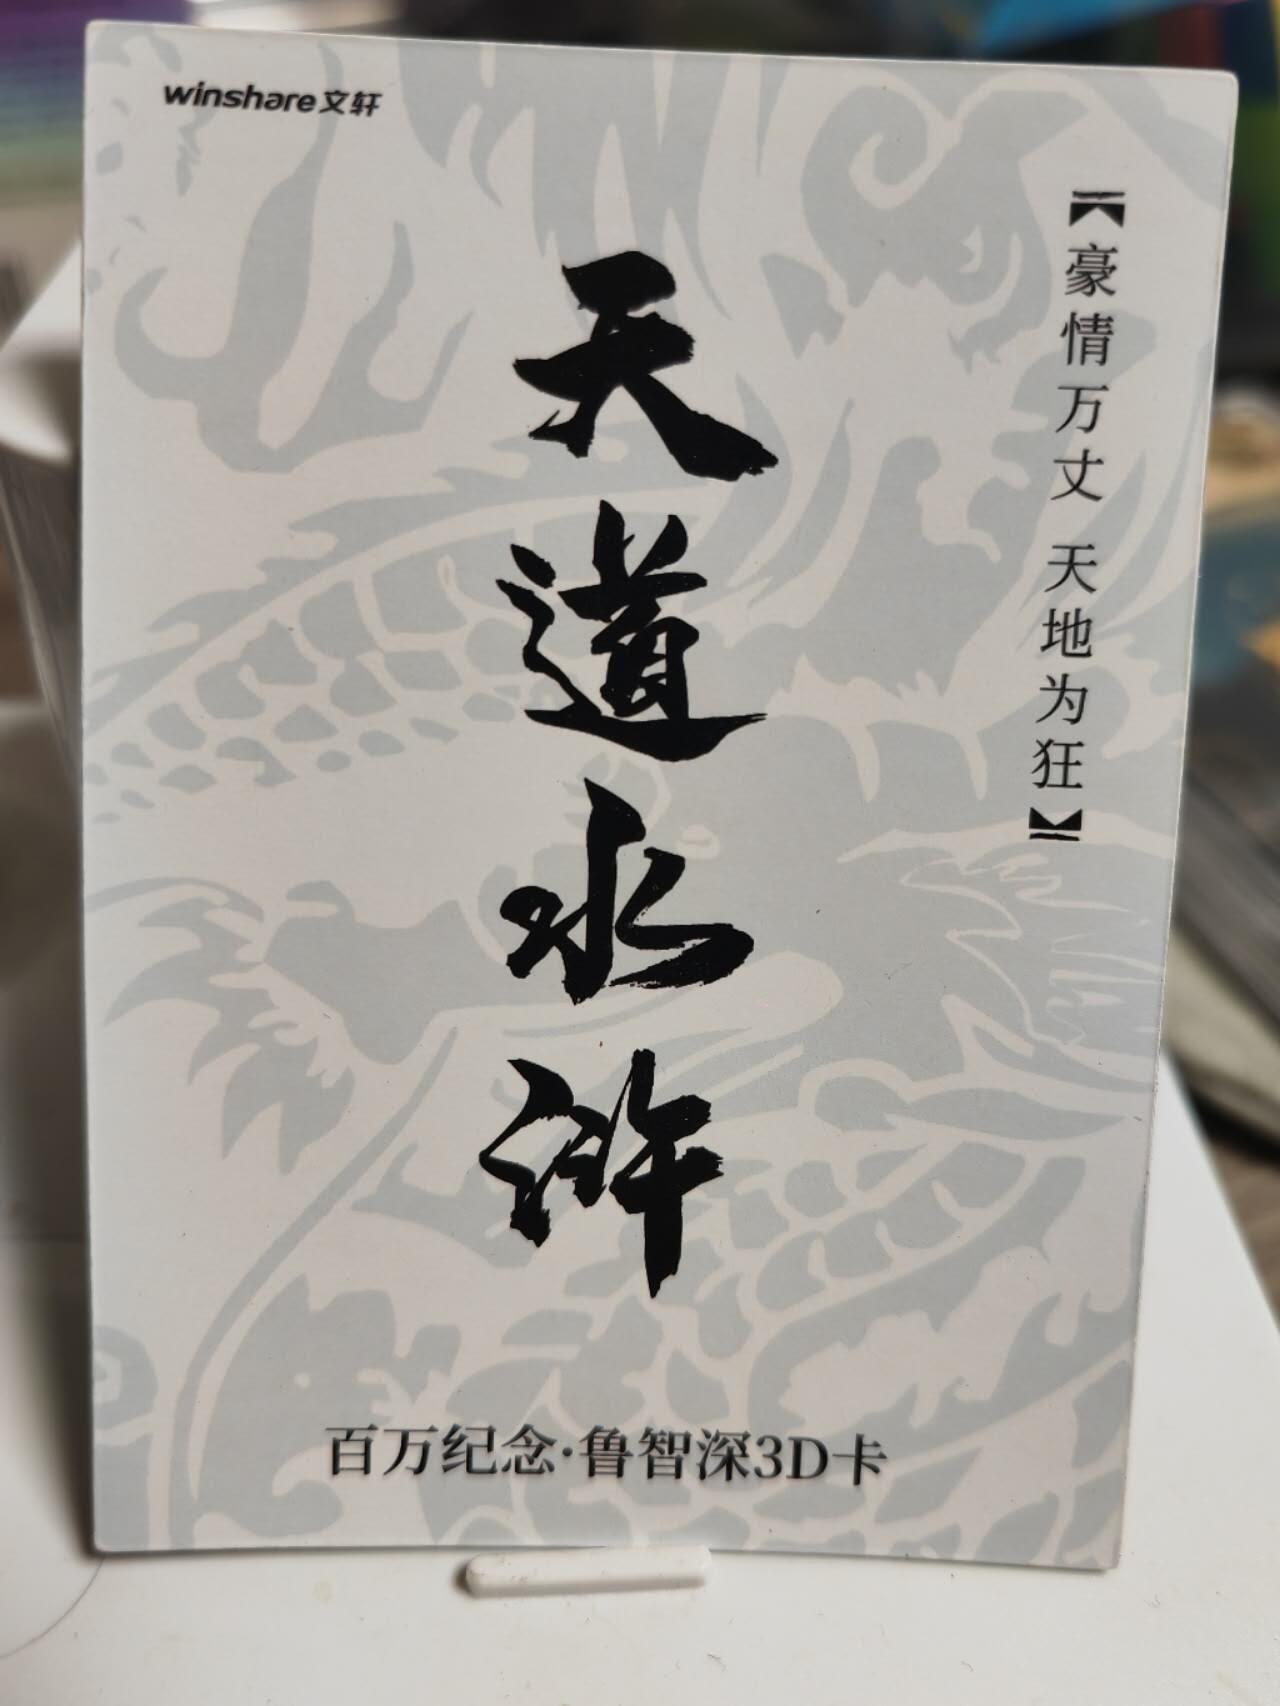 winshare文轩
【豪情万丈 天地为狂】
天道水浒
百万纪念·鲁智深3D卡